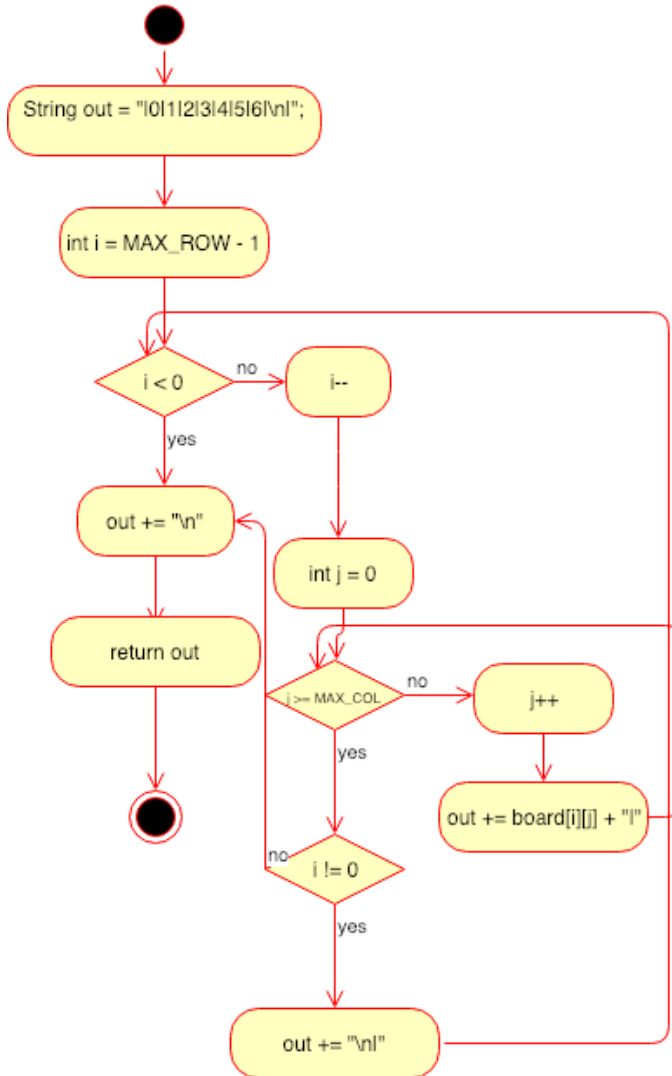 String out = "|0|1|2|3|4|5|6|\n|";
int i = MAX_ROW - 1
i < 0
no
i--
yes
out += "\n"
int j = 0
return out
j >= MAX_COL
no
j++
yes
out += board[i][j] + "|"
no
i != 0
yes
out += "\n|"